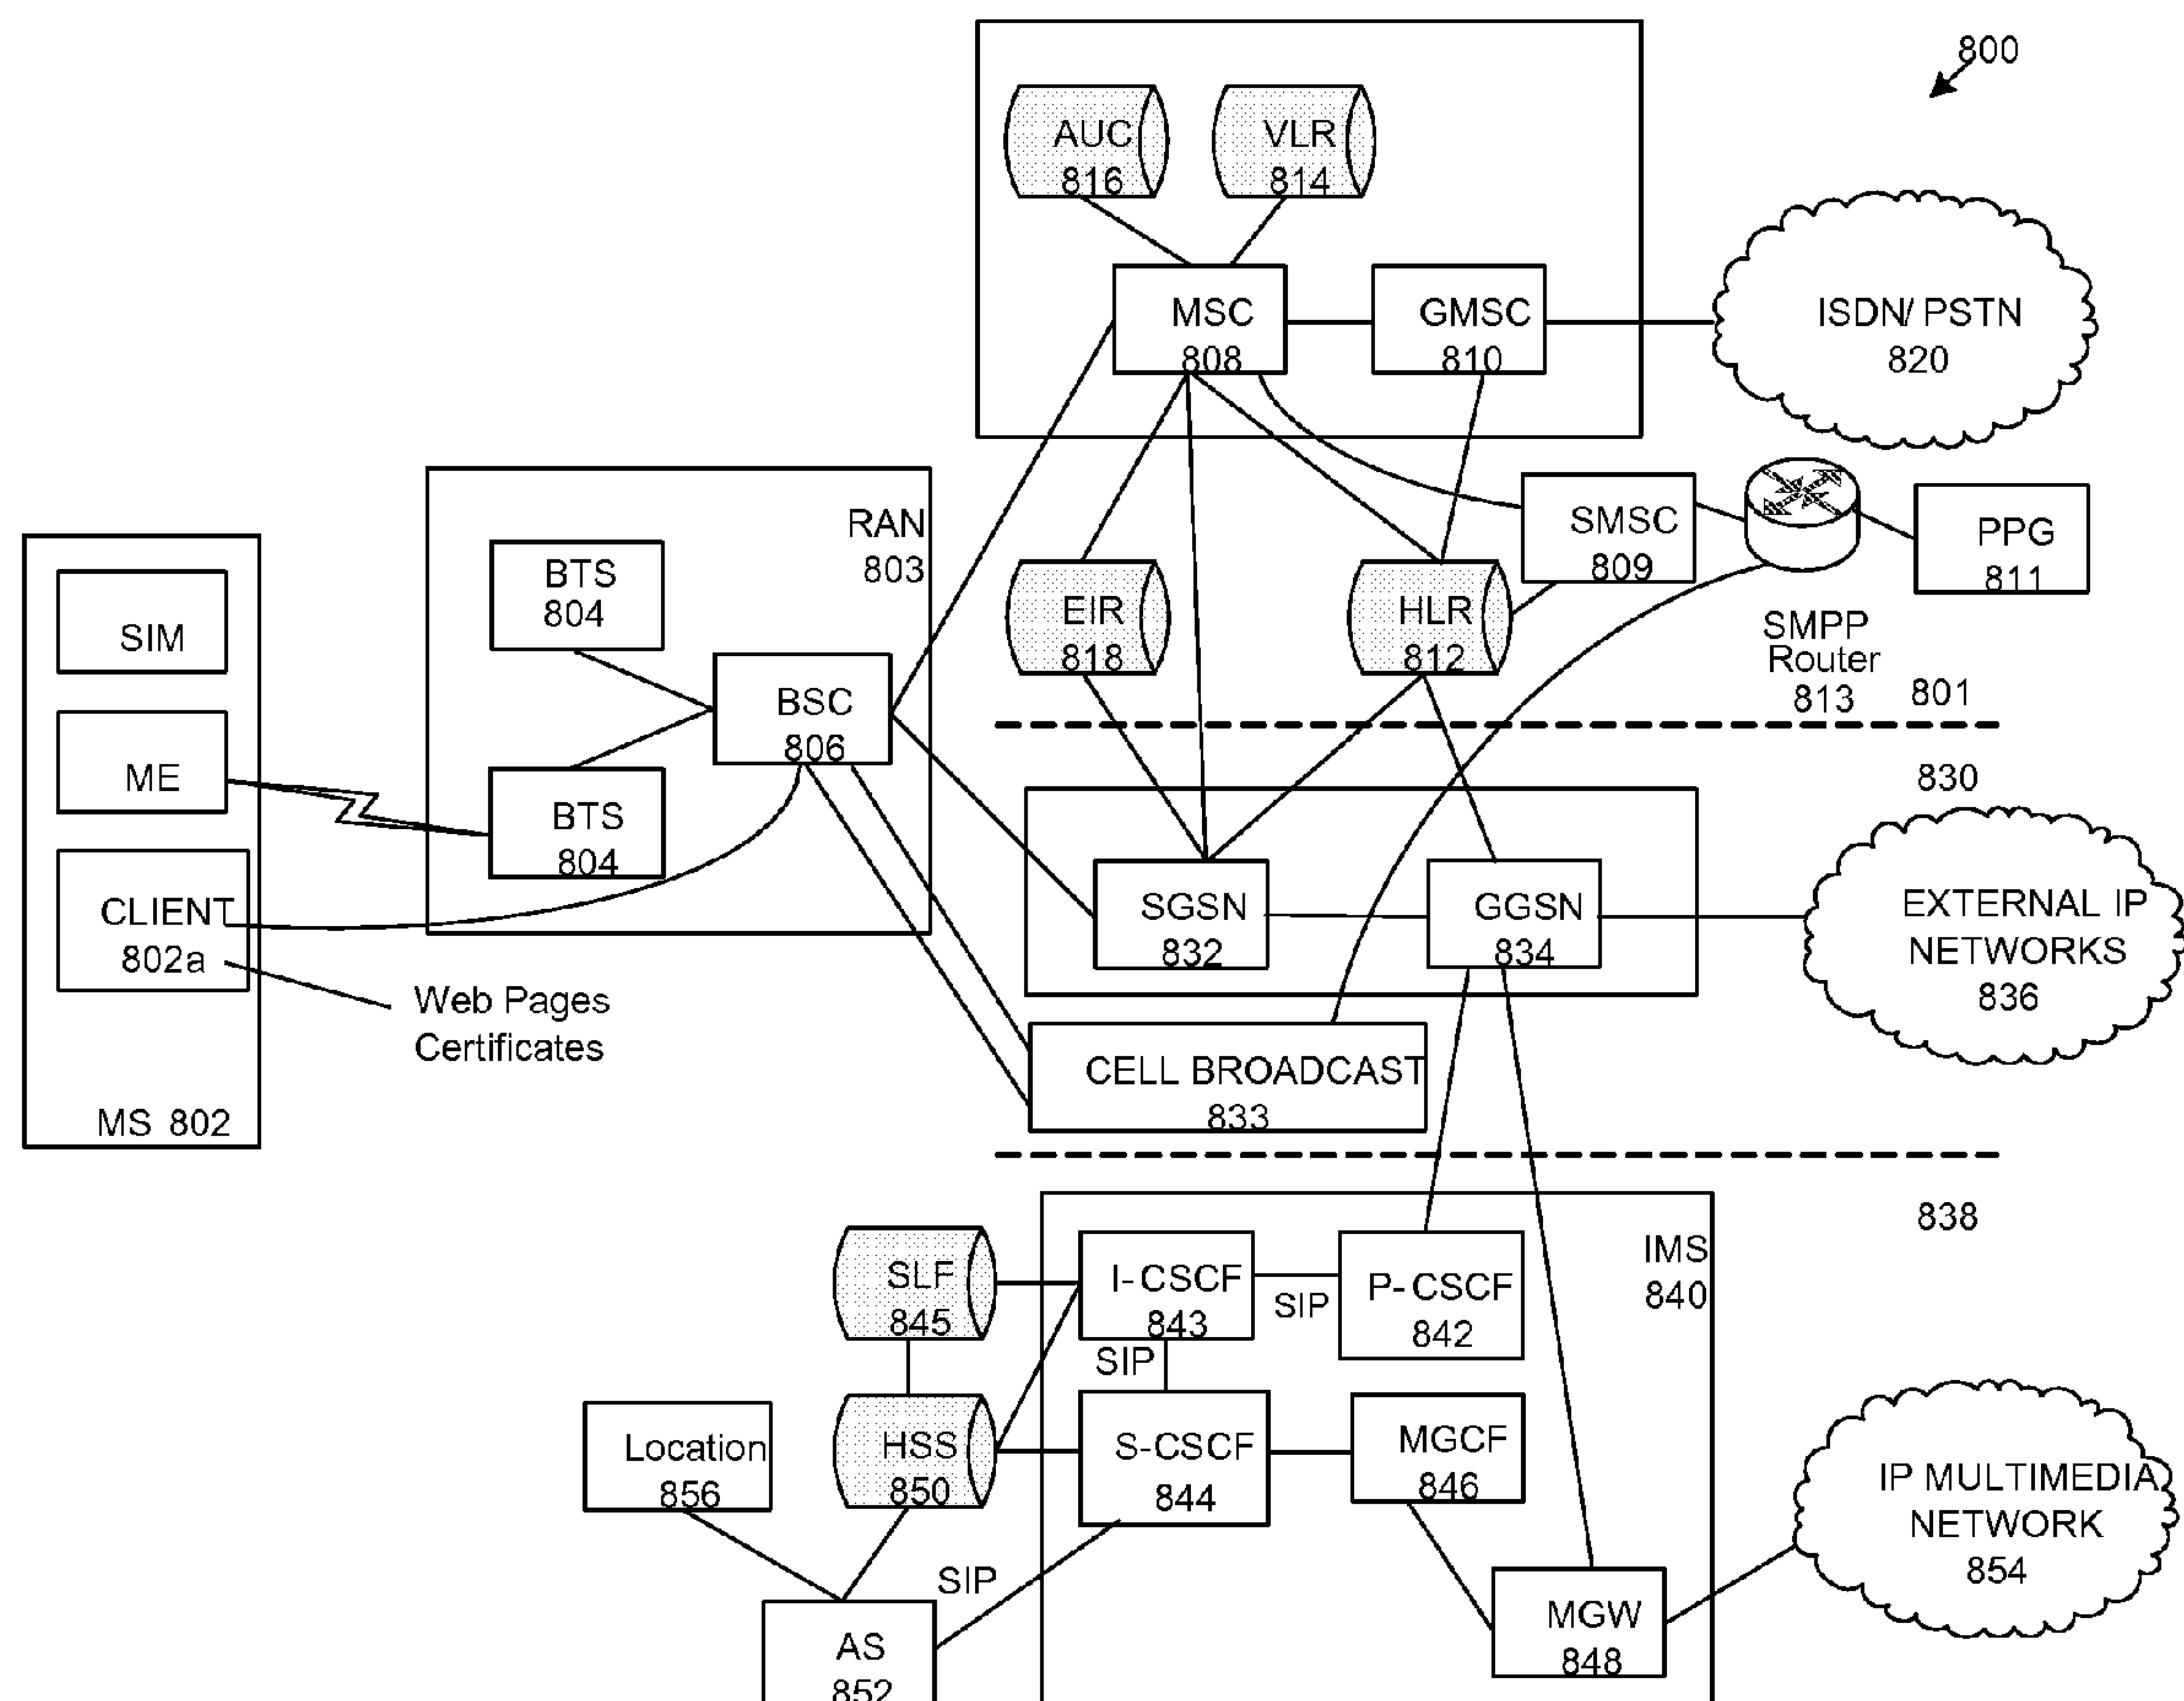 800
AUC
816
VLR
814
MSC
808
GMSC
810
ISDN/ PSTN
820
RAN
803
BTS
804
BSC
806
BTS
804
SIM
ME
CLIENT
802a
Web Pages
Certificates
MS 802
EIR
818
HLR
812
SMSC
809
PPG
811
SMPP
Router
813
801
830
SGSN
832
GGSN
834
EXTERNAL IP
NETWORKS
836
CELL BROADCAST
833
838
IMS
840
SLF
845
I-CSCF
843
SIP
P-CSCF
842
SIP
Location
856
HSS
850
S-CSCF
844
MGCF
846
IP MULTIMEDIA
NETWORK
854
SIP
AS
852
MGW
848